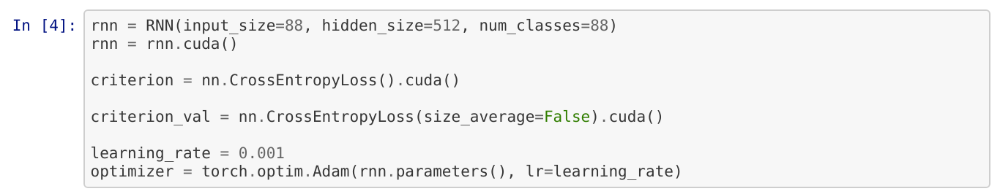 In [4]: rnn = RNN(input_size=88, hidden_size=512, num_classes=88)
rnn = rnn.cuda()
criterion = nn.CrossEntropyLoss().cuda()
criterion_val = nn.CrossEntropyLoss(size_average=False).cuda()
learning_rate = 0.001
optimizer = torch.optim.Adam(rnn.parameters(), lr=learning_rate)